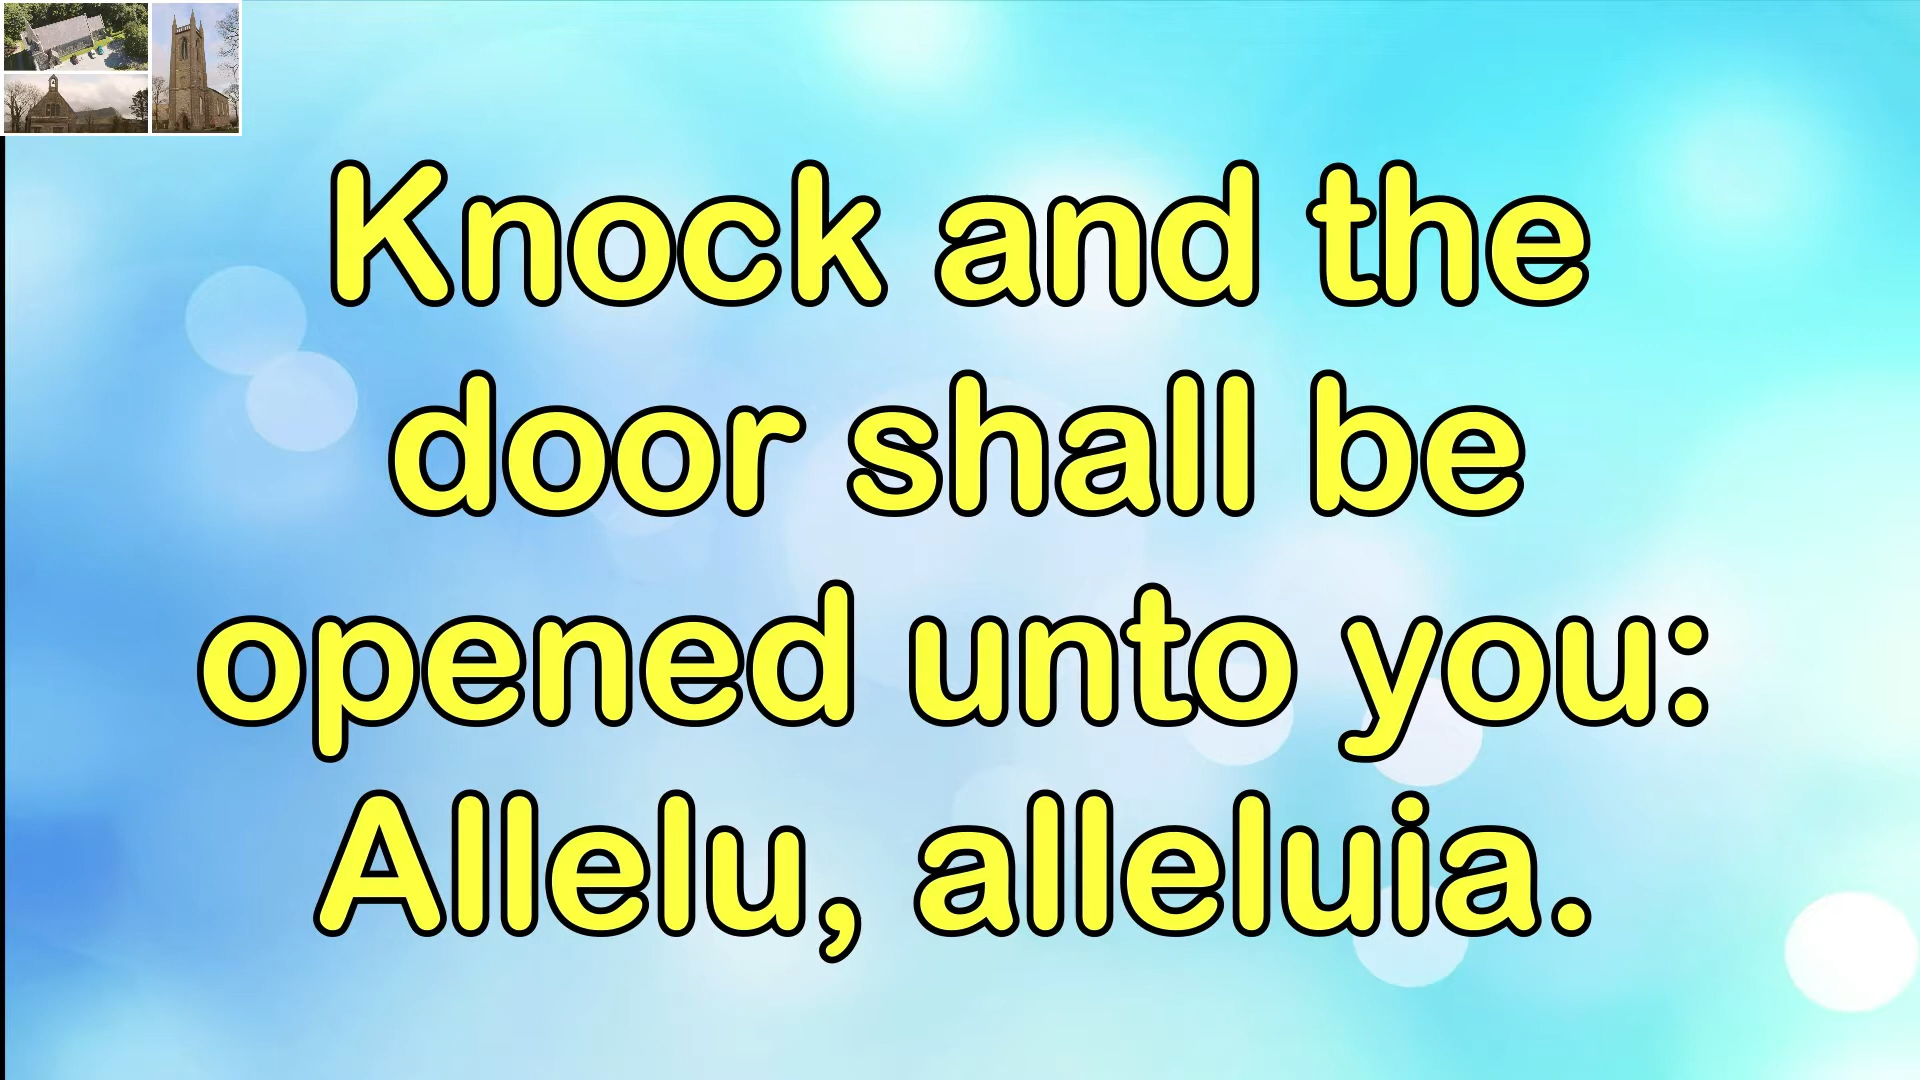 Knock and the
door shall be
opened unto you:
Allelu, alleluia.